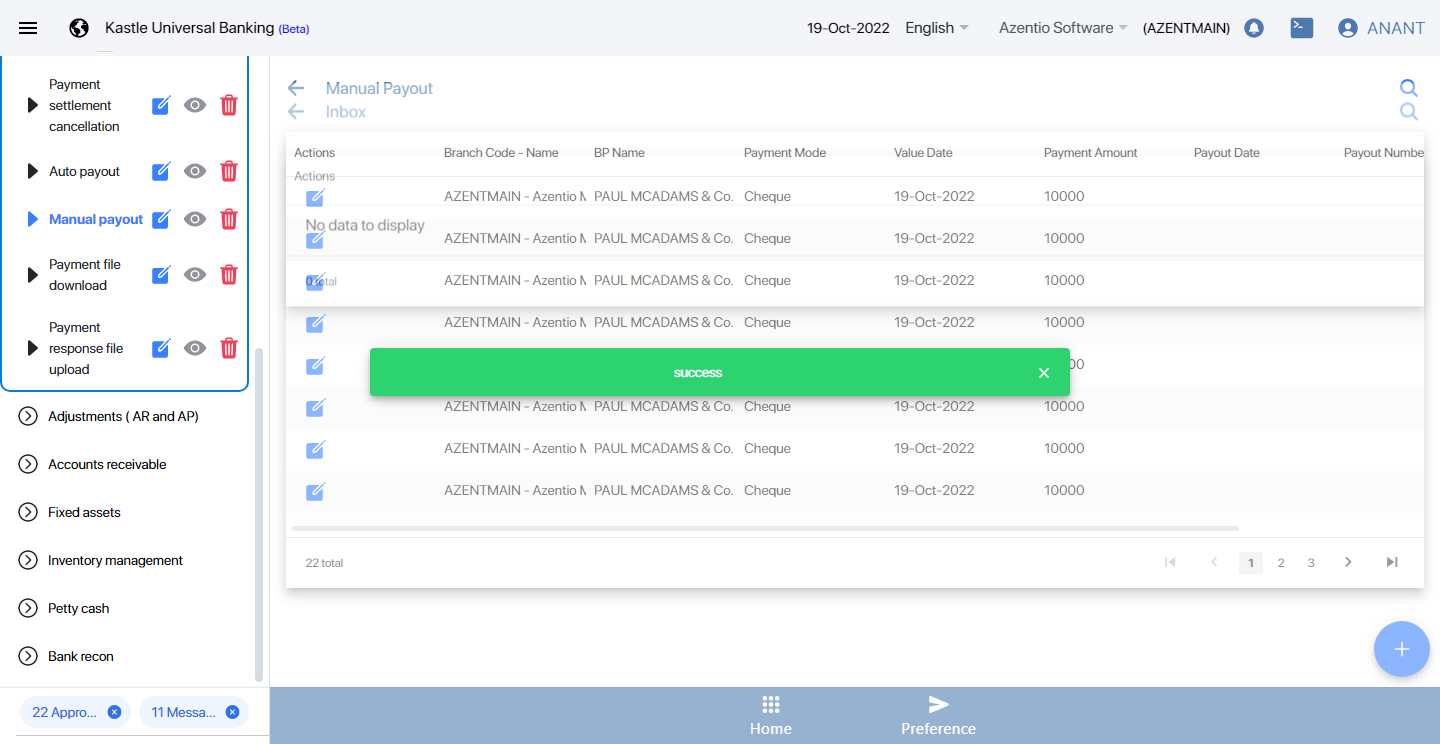 Kastle Universal Banking (Beta)
19-Oct-2022
English
Azentio Software
(AZENTMAIN)
ANANT
Payment
settlement
cancellation
Auto payout
Manual payout
Payment file
download
Payment
response file
upload
Adjustments ( AR and AP)
Accounts receivable
Fixed assets
Inventory management
Petty cash
Bank recon
22 Appro...
11 Messa...
Manual Payout
Inbox
Actions Branch Code - Name BP Name Payment Mode Value Date Payment Amount Payout Date Payout Numbe
Actions
AZENTMAIN - Azentio M PAUL MCADAMS & Co. Cheque 19-Oct-2022 10000
No data to display
AZENTMAIN - Azentio M PAUL MCADAMS & Co. Cheque 19-Oct-2022 10000
0 total
AZENTMAIN - Azentio M PAUL MCADAMS & Co. Cheque 19-Oct-2022 10000
AZENTMAIN - Azentio M PAUL MCADAMS & Co. Cheque 19-Oct-2022 10000
success
00
AZENTMAIN - Azentio M PAUL MCADAMS & Co. Cheque 19-Oct-2022 10000
AZENTMAIN - Azentio M PAUL MCADAMS & Co. Cheque 19-Oct-2022 10000
AZENTMAIN - Azentio M PAUL MCADAMS & Co. Cheque 19-Oct-2022 10000
22 total
1 2 3
Home
Preference